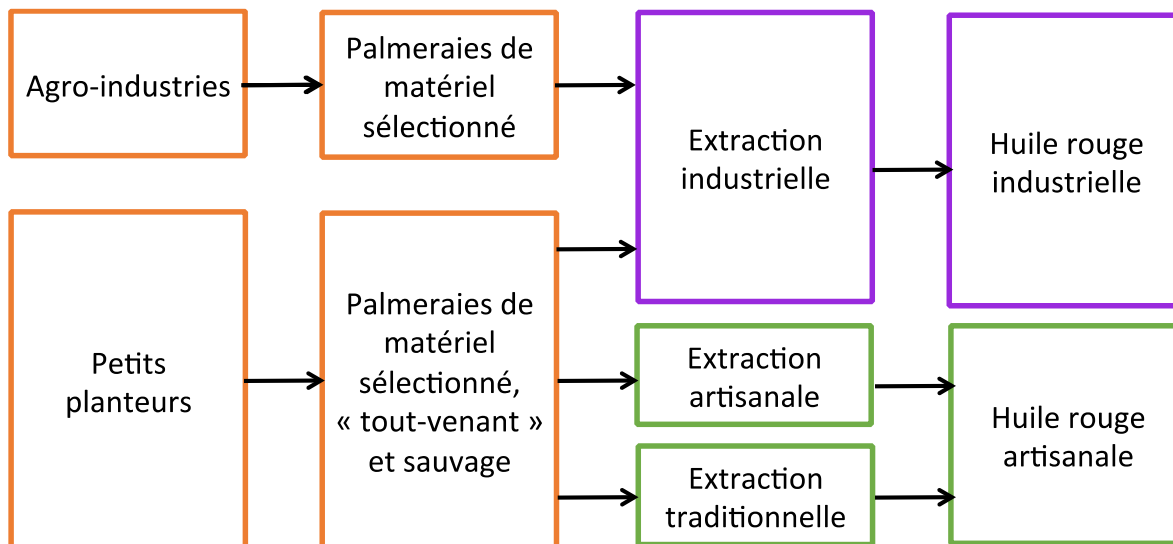 Agro-industries
Palmeraies de
matériel
sélectionné
Extraction
industrielle
Huile rouge
industrielle
Petits
planteurs
Palmeraies de
matériel
sélectionné,
« tout-venant »
et sauvage
Extraction
artisanale
Extraction
traditionnelle
Huile rouge
artisanale